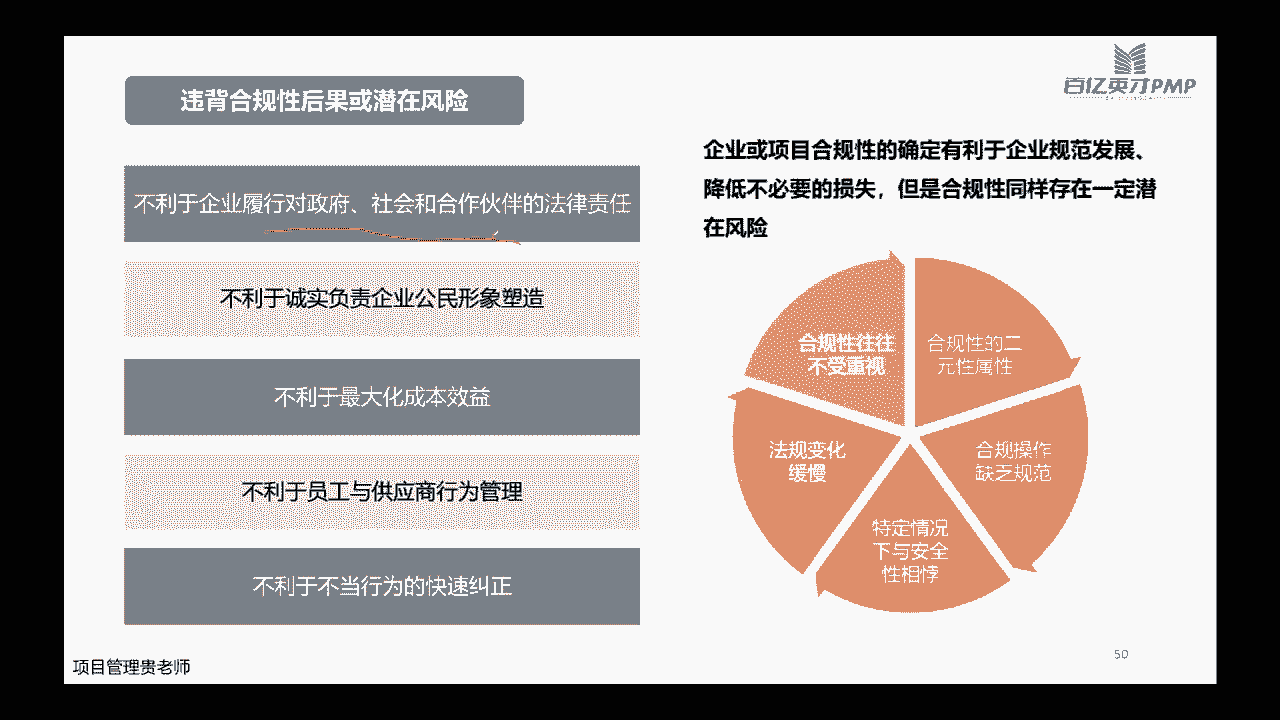 百亿英才PMP
违背合规性后果或潜在风险
不利于企业履行对政府、社会和合作伙伴的法律责任
不利于诚实负责企业公民形象塑造
不利于最大化成本效益
不利于员工与供应商行为管理
不利于不当行为的快速纠正
企业或项目合规性的确定有利于企业规范发展、
降低不必要的损失，但是合规性同样存在一定潜
在风险
合规性往往
不受重视
合规性的二
元性属性
合规操作
缺乏规范
特定情况
下与安全
性相悖
法规变化
缓慢
项目管理贵老师
50